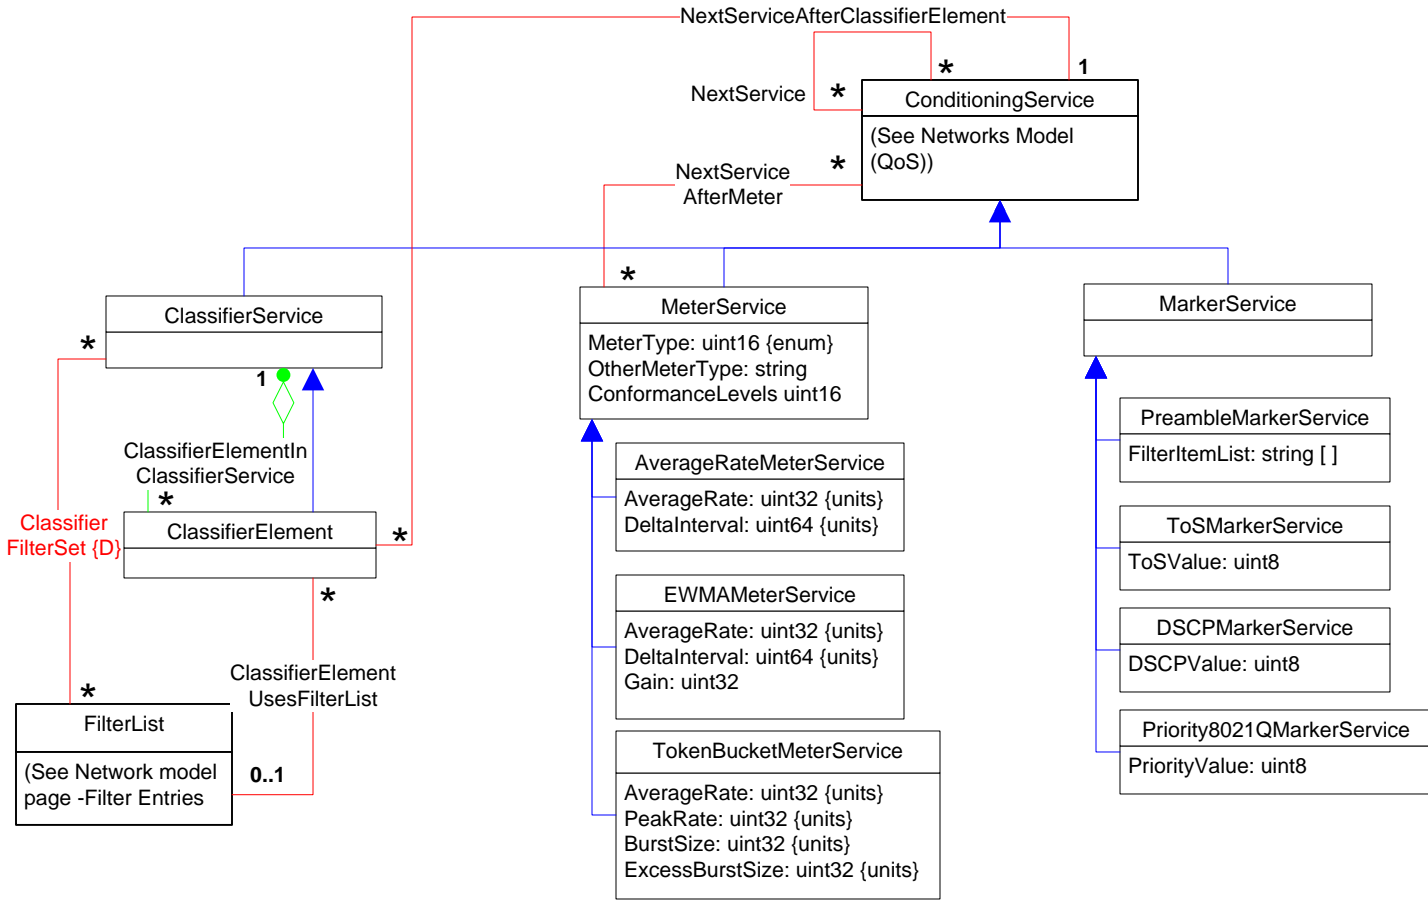 NextServiceAfterClassifierElement
*
1
NextService
*
ConditioningService
(See Networks Model
(QoS))
*
NextService
AfterMeter
*
ClassifierService
*
1
MeterService
MeterType: uint16 {enum}
OtherMeterType: string
ConformanceLevels uint16
MarkerService
ClassifierElementIn
ClassifierService
*
Classifier
FilterSet {D}
ClassifierElement
*
*
AverageRateMeterService
AverageRate: uint32 {units}
DeltaInterval: uint64 {units}
PreambleMarkerService
FilterItemList: string [ ]
ToSMarkerService
ToSValue: uint8
EWMAMeterService
AverageRate: uint32 {units}
DeltaInterval: uint64 {units}
Gain: uint32
DSCPMarkerService
DSCPValue: uint8
ClassifierElement
UsesFilterList
*
FilterList
(See Network model
page -Filter Entries
0..1
TokenBucketMeterService
AverageRate: uint32 {units}
PeakRate: uint32 {units}
BurstSize: uint32 {units}
ExcessBurstSize: uint32 {units}
Priority8021QMarkerService
PriorityValue: uint8